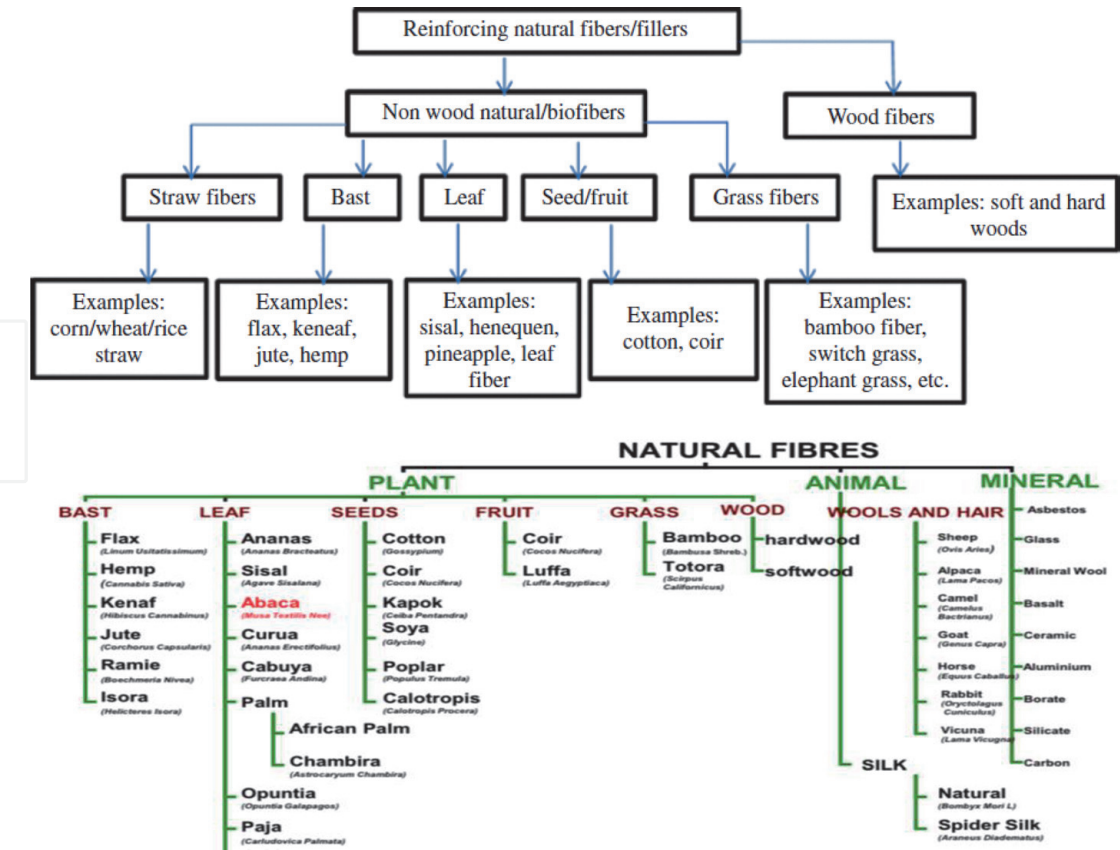 Reinforcing natural fibers/fillers
Non wood natural/biofibers
Wood fibers
Straw fibers
Bast
Leaf
Seed/fruit
Grass fibers
Examples: soft and hard
woods
Examples:
corn/wheat/rice
straw
Examples:
flax, keneaf,
jute, hemp
Examples:
sisal, henequen,
pineapple, leaf
fiber
Examples:
cotton, coir
Examples:
bamboo fiber,
switch grass,
elephant grass, etc.
NATURAL FIBRES
PLANT
ANIMAL
MINERAL
BAST
Flax
(Linum Usitatissimum)
Hemp
(Cannabis Sativa)
Kenaf
(Hibiscus Cannabinus)
Jute
(Corchorus Capsularis)
Ramie
(Boechmeria Nivea)
Isora
(Helicteres Isora)
LEAF
Ananas
(Ananas Bracteatus)
Sisal
(Agave Sisalana)
Abaca
(Musa Textilis Nee)
Curua
(Ananas Erectifolius)
Cabuya
(Furcraea Andina)
Palm
African Palm
Chambira
(Astrocaryum Chambira)
Opuntia
(Opuntia Galapagos)
Paja
(Carludovica Palmata)
SEEDS
Cotton
(Gossypium)
Coir
(Cocos Nucifera)
Kapok
(Ceiba Pentandra)
Soya
(Glycine)
Poplar
(Populus Tremula)
Calotropis
(Calotropis Procera)
FRUIT
Coir
(Cocos Nucifera)
Luffa
(Luffa Aegyptiaca)
GRASS
Bamboo
(Bambusa Shreb.)
Totora
(Scirpus
Californicus)
WOOD
hardwood
softwood
WOOLS AND HAIR
Sheep
(Ovis Aries)
Alpaca
(Lama Pacos)
Camel
(Camelus
Bactrianus)
Goat
(Genus Capra)
Horse
(Equus Caballus)
Rabbit
(Oryctolagus
Cuniculus)
Vicuna
(Lama Vicugna)
SILK
Natural
(Bombyx Mori L)
Spider Silk
(Araneus Diadematus)
Asbestos
Glass
Mineral Wool
Basalt
Ceramic
Aluminium
Borate
Silicate
Carbon